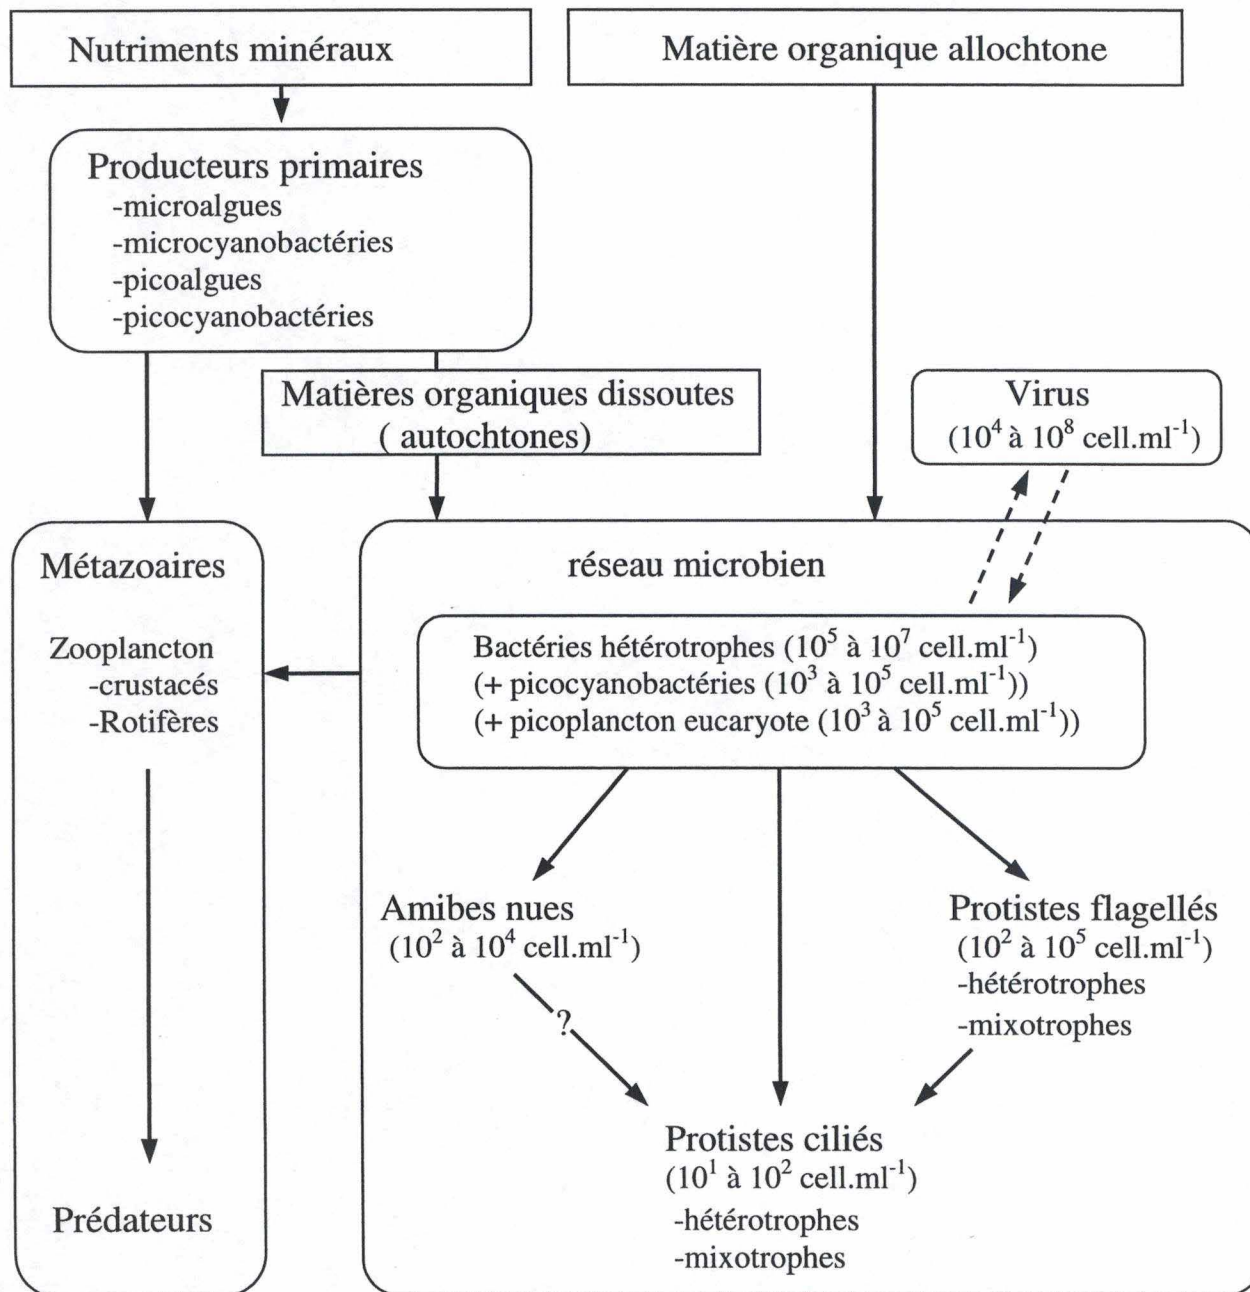 Nutriments minéraux
Matière organique allochtone
Producteurs primaires
-microalgues
-microcyanobactéries
-picoalgues
-picocyanobactéries
Matières organiques dissoutes
( autochtones)
Virus
(10⁴ à 10⁸ cell.ml⁻¹)
Métazoaires
Zooplancton
-crustacés
-Rotifères
Prédateurs
réseau microbien
Bactéries hétérotrophes (10⁵ à 10⁷ cell.ml⁻¹)
(+ picocyanobactéries (10³ à 10⁵ cell.ml⁻¹))
(+ picoplancton eucaryote (10³ à 10⁵ cell.ml⁻¹))
Amibes nues
(10² à 10⁴ cell.ml⁻¹)
Protistes flagellés
(10² à 10⁵ cell.ml⁻¹)
-hétérotrophes
-mixotrophes
?
Protistes ciliés
(10¹ à 10² cell.ml⁻¹)
-hétérotrophes
-mixotrophes